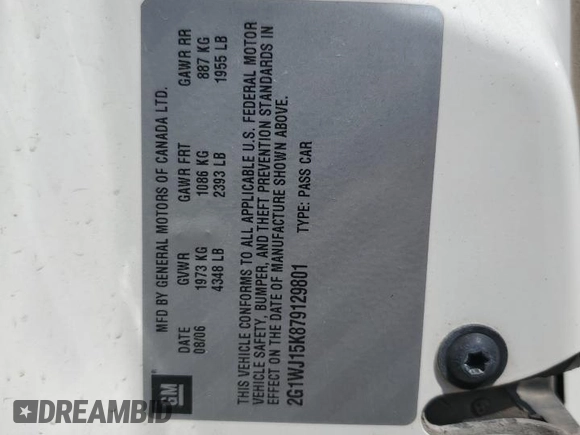 MFD BY GENERAL MOTORS OF CANADA LTD.
DATE GVWR GAWR FRT GAWR RR
08/06 1973 KG 1086 KG 887 KG
4348 LB 2393 LB 1955 LB
THIS VEHICLE CONFORMS TO ALL APPLICABLE U.S. FEDERAL MOTOR
VEHICLE SAFETY, BUMPER, AND THEFT PREVENTION STANDARDS IN
EFFECT ON THE DATE OF MANUFACTURE SHOWN ABOVE.
2G1WJ15K879129801 TYPE: PASS CAR
GM
DREAMBID